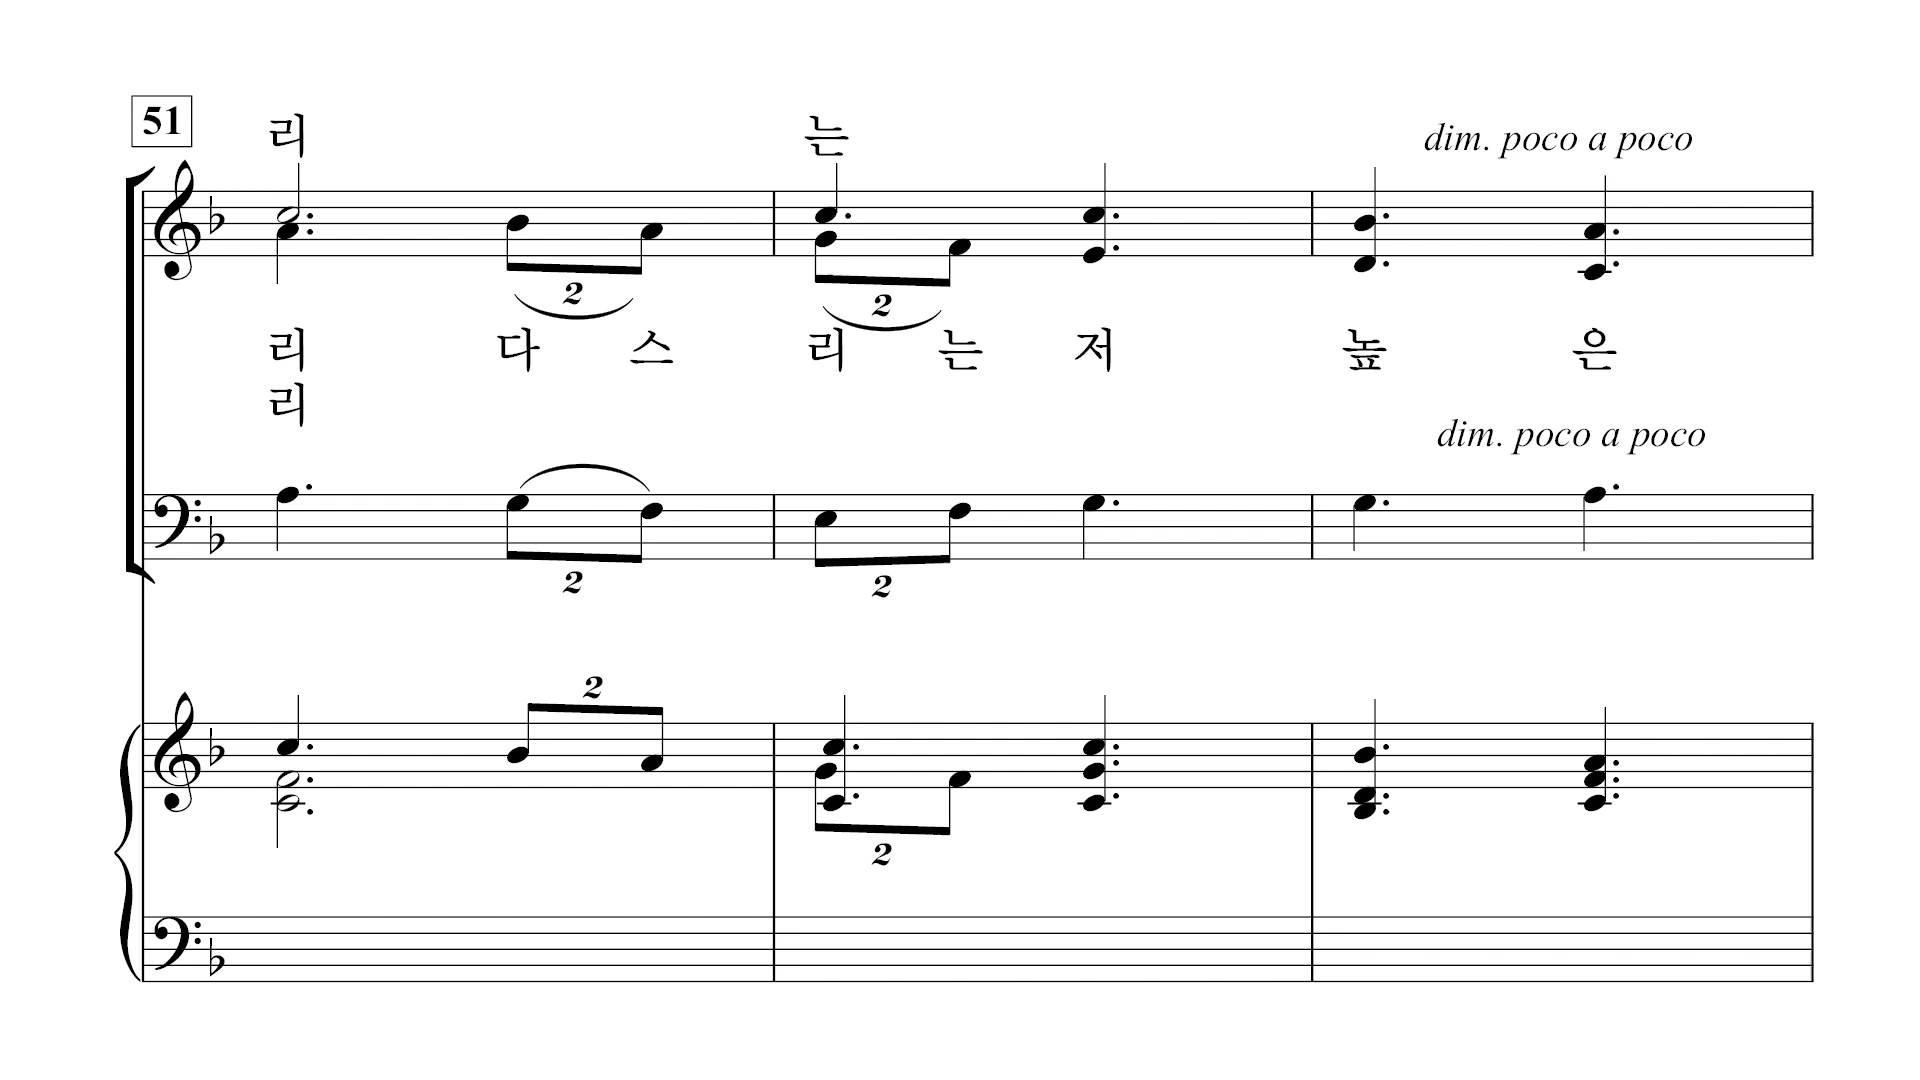 51
리 는
dim. poco a poco
2 2
리 다 스 리 는 저 높 은
리
dim. poco a poco
2 2
2
2